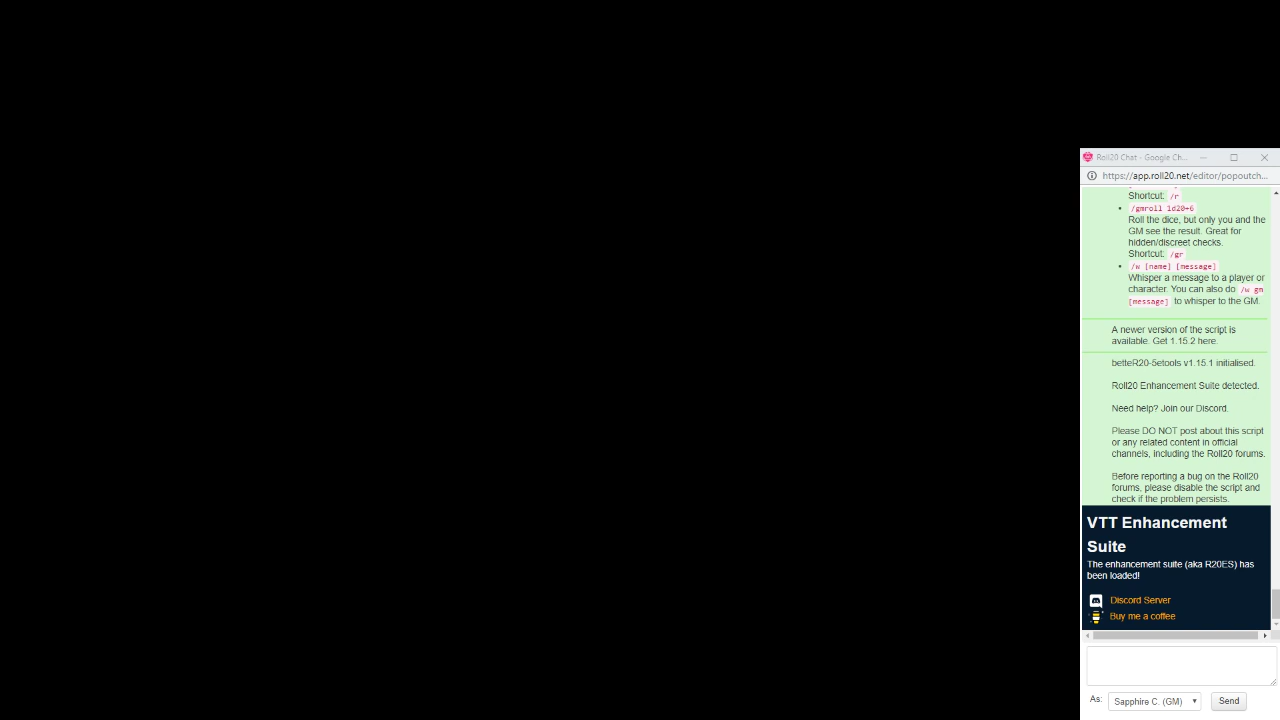 Roll20 Chat - Google Ch...
https://app.roll20.net/editor/popoutch...
Shortcut: /r
/gmroll 1d20+6
Roll the dice, but only you and the
GM see the result. Great for
hidden/discreet checks.
Shortcut: /gr
/w [name] [message]
Whisper a message to a player or
character. You can also do /w gm
[message] to whisper to the GM.
A newer version of the script is
available. Get 1.15.2 here.
betteR20-5etools v1.15.1 initialised.
Roll20 Enhancement Suite detected.
Need help? Join our Discord.
Please DO NOT post about this script
or any related content in official
channels, including the Roll20 forums.
Before reporting a bug on the Roll20
forums, please disable the script and
check if the problem persists.
VTT Enhancement
Suite
The enhancement suite (aka R20ES) has
been loaded!
Discord Server
Buy me a coffee
As: Sapphire C. (GM) Send